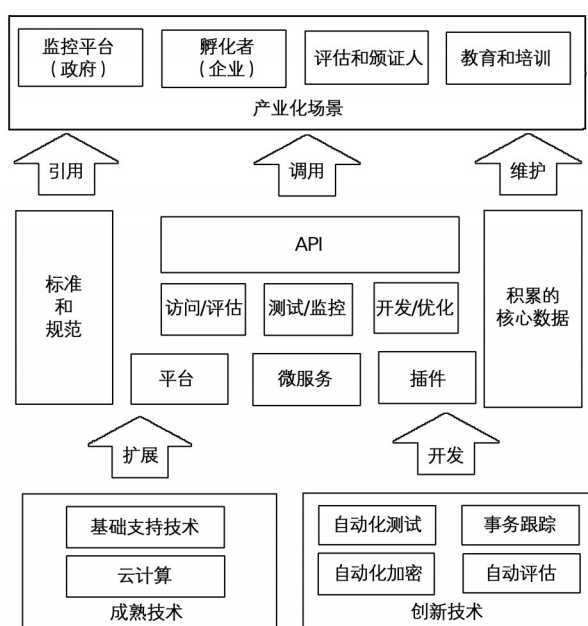 监控平台
（政府）
孵化者
（企业）
评估和颁证人
教育和培训
产业化场景
引用
调用
维护
标准
和
规范
API
访问/评估
测试/监控
开发/优化
平台
微服务
插件
积累的
核心数据
扩展
开发
基础支持技术
云计算
成熟技术
自动化测试
事务跟踪
自动化加密
自动评估
创新技术